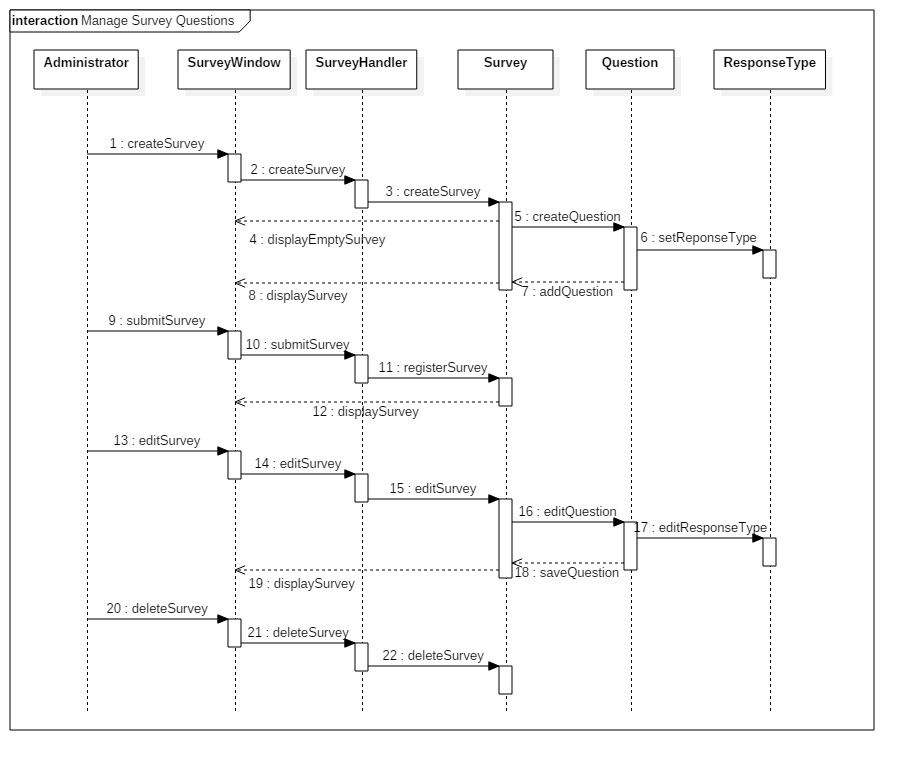 interaction Manage Survey Questions
Administrator
SurveyWindow
SurveyHandler
Survey
Question
ResponseType
1 : createSurvey
2 : createSurvey
3 : createSurvey
4 : displayEmptySurvey
5 : createQuestion
6 : setReponseType
7 : addQuestion
8 : displaySurvey
9 : submitSurvey
10 : submitSurvey
11 : registerSurvey
12 : displaySurvey
13 : editSurvey
14 : editSurvey
15 : editSurvey
16 : editQuestion
17 : editResponseType
18 : saveQuestion
19 : displaySurvey
20 : deleteSurvey
21 : deleteSurvey
22 : deleteSurvey